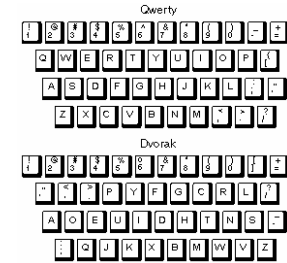 Qwerty
! 1 @ 2 # 3 $ 4 % 5 ^ 6 & 7 * 8 ( 9 ) 0 _ - + =
Q W E R T Y U I O P { [
A S D F G H J K L : ; " '
Z X C V B N M < , > . ? /
Dvorak
! 1 @ 2 # 3 $ 4 % 5 ^ 6 & 7 * 8 ( 9 ) 0 { [ + =
" ' < , > . P Y F G C R L ? /
A O E U I D H T N S _ -
: ; Q J K X B M W V Z